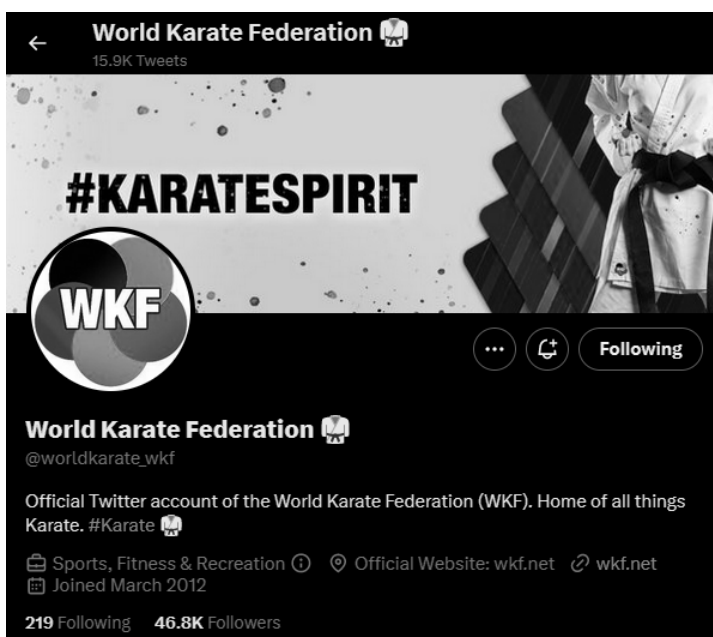 World Karate Federation 🥋
15.9K Tweets
#KARATESPIRIT
WKF
Following
World Karate Federation 🥋
@worldkarate_wkf
Official Twitter account of the World Karate Federation (WKF). Home of all things
Karate. #Karate 🥋
Sports, Fitness & Recreation Official Website: wkf.net wkf.net
Joined March 2012
219 Following 46.8K Followers